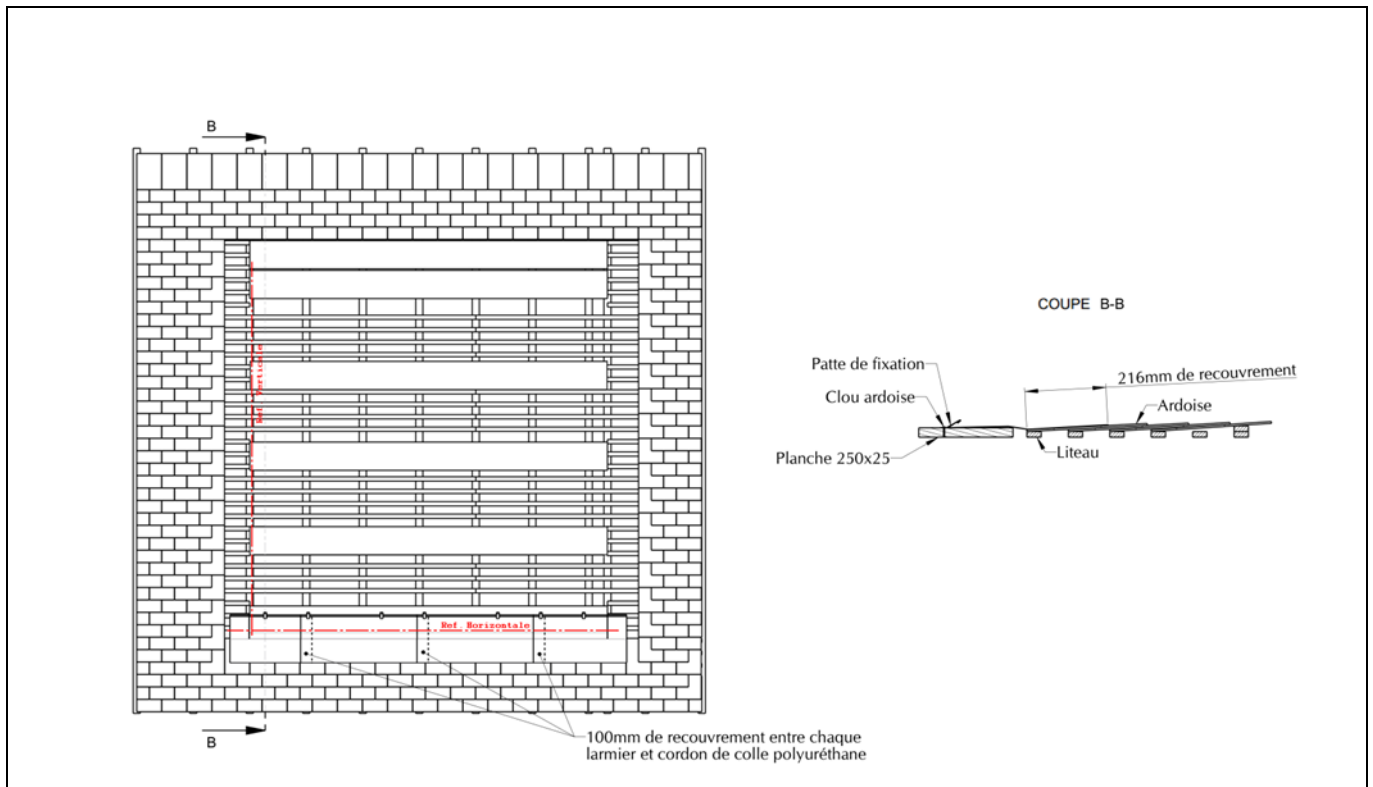 B
COUPE B-B
Patte de fixation
216mm de recouvrement
Clou ardoise
Ardoise
Ref. Verticale
Planche 250x25
Liteau
Ref. Horizontale
B
100mm de recouvrement entre chaque
larmier et cordon de colle polyuréthane